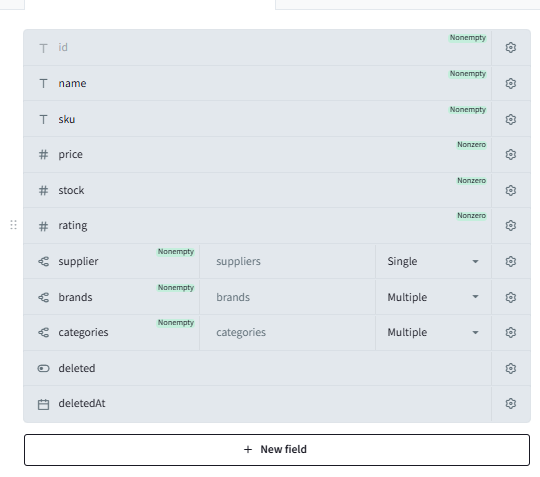 id Nonempty
name Nonempty
sku Nonempty
price Nonzero
stock Nonzero
rating Nonzero
supplier Nonempty suppliers Single
brands Nonempty brands Multiple
categories Nonempty categories Multiple
deleted
deletedAt
+ New field